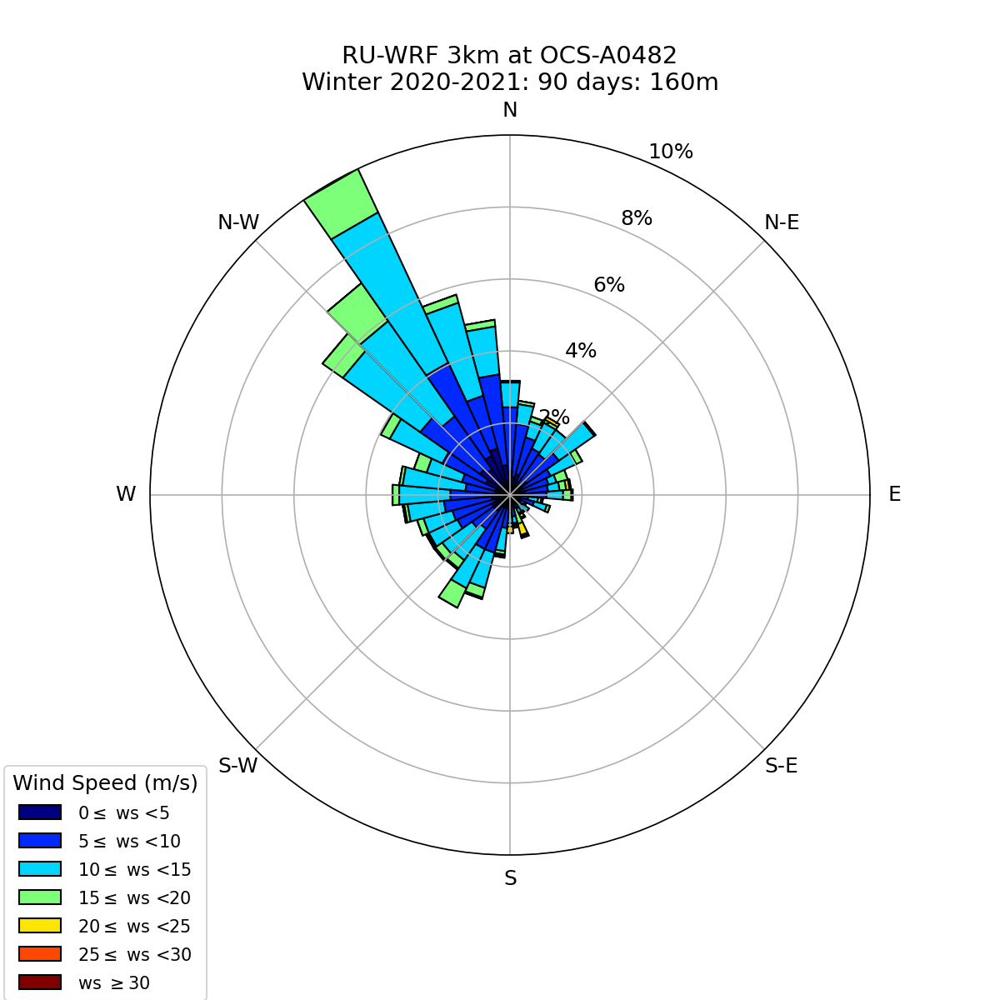 RU-WRF 3km at OCS-A0482
Winter 2020-2021: 90 days: 160m
N
10%
N-W
8%
N-E
6%
4%
2%
W
E
S-W
S-E
S
Wind Speed (m/s)
0 ≤ ws <5
5 ≤ ws <10
10 ≤ ws <15
15 ≤ ws <20
20 ≤ ws <25
25 ≤ ws <30
ws ≥ 30